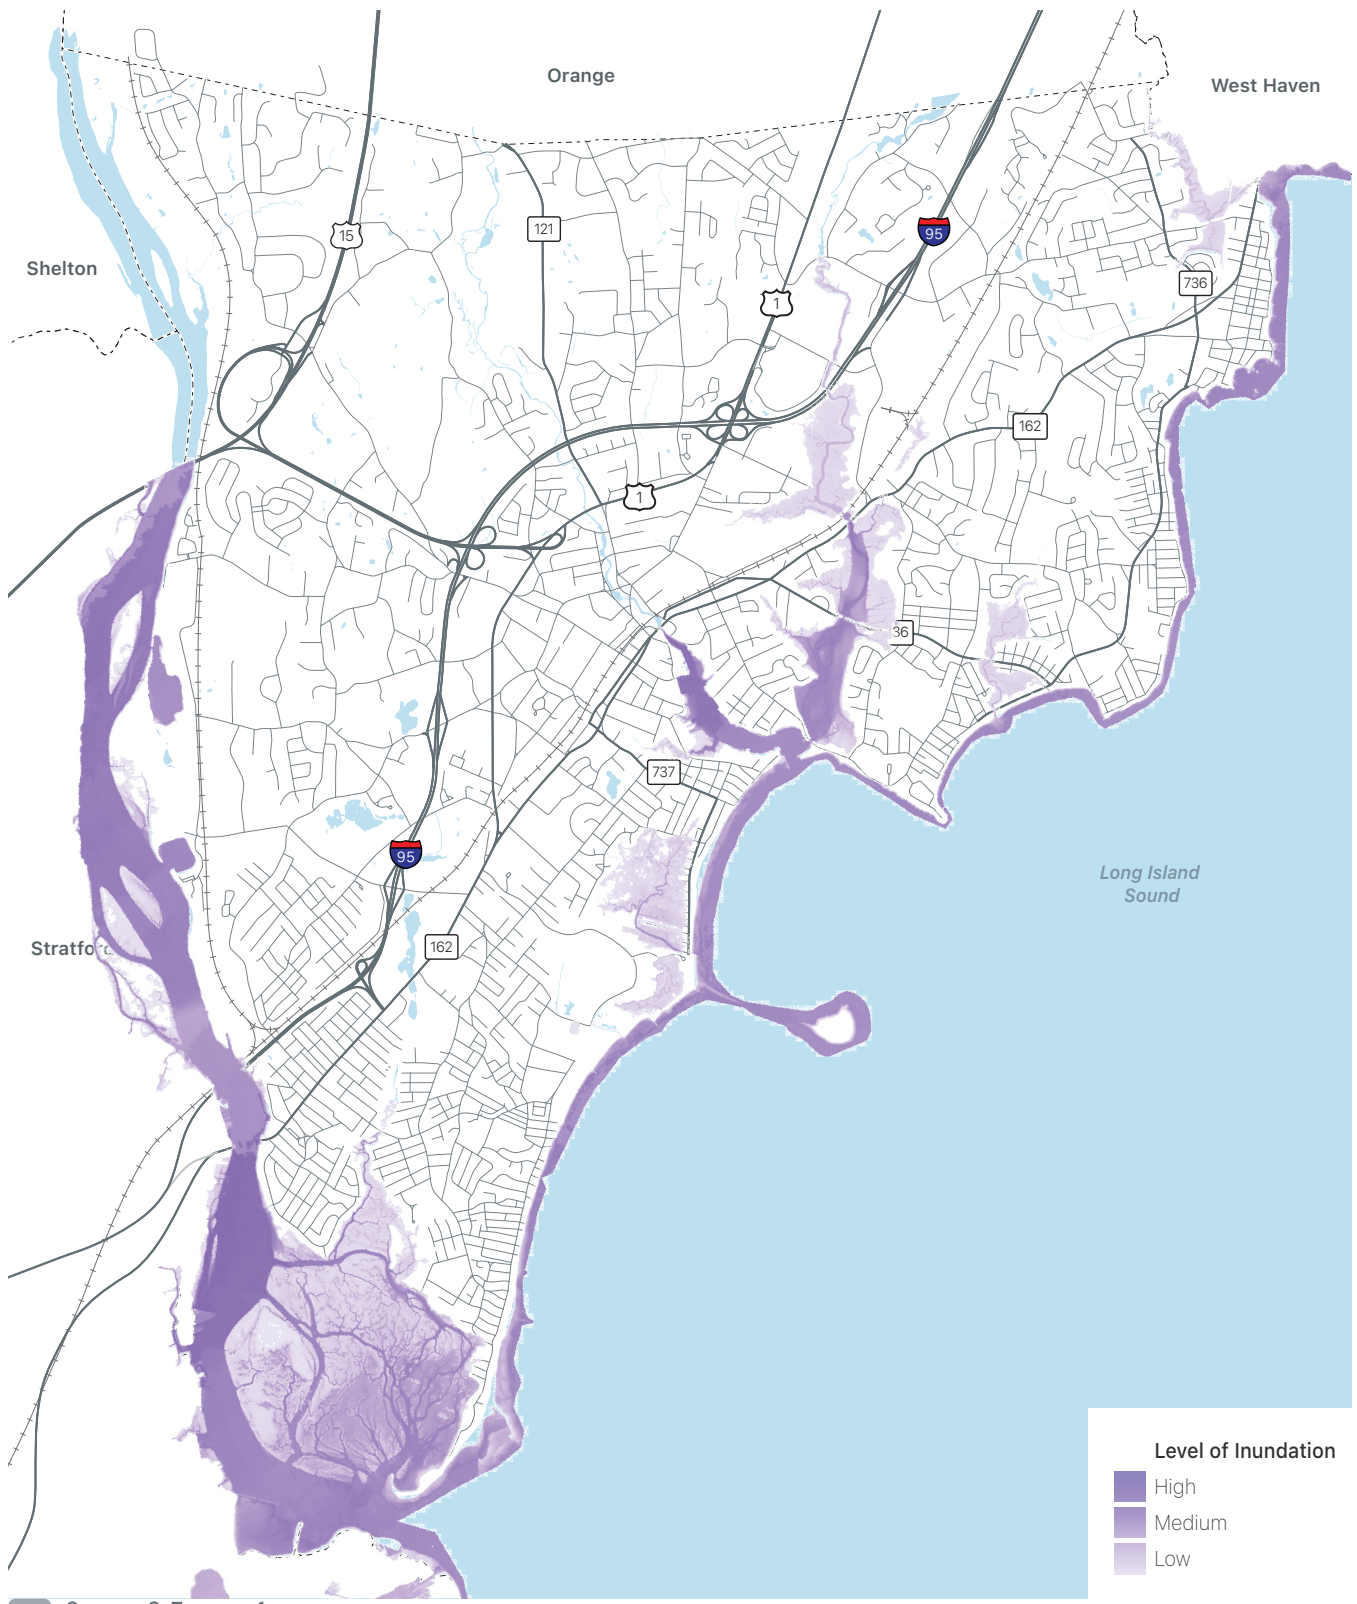 Orange
West Haven
Shelton
15
121
95
1
736
162
1
36
737
95
162
Stratford
Long Island
Sound
Level of Inundation
High
Medium
Low